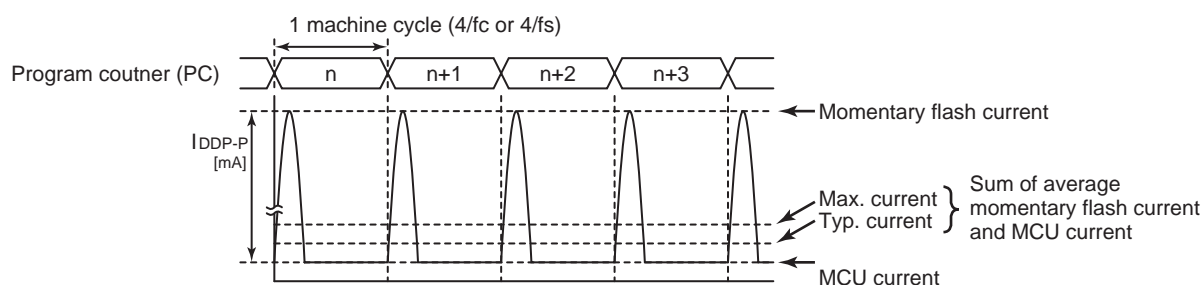 1 machine cycle (4/fc or 4/fs)
Program coutner (PC)
n
n+1
n+2
n+3
Momentary flash current
IDDP-P
[mA]
Max. current
Typ. current
Sum of average
momentary flash current
and MCU current
MCU current